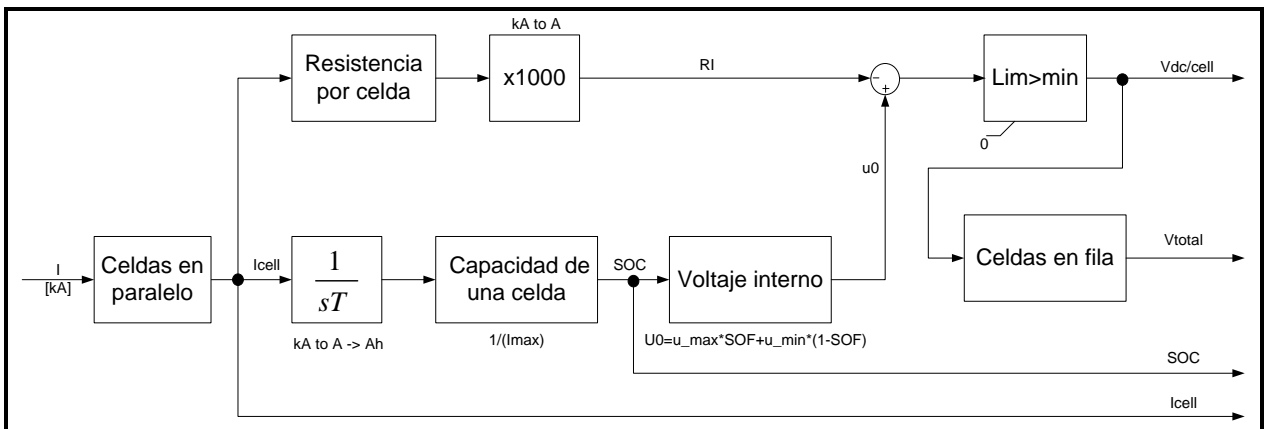 kA to A
Resistencia
por celda
x1000
RI
-
+
Lim>min
0
Vdc/cell
u0
I
[kA]
Celdas en
paralelo
Icell
1
sT
kA to A -> Ah
Capacidad de
una celda
1/(Imax)
SOC
Voltaje interno
U0=u_max*SOF+u_min*(1-SOF)
Celdas en fila
Vtotal
SOC
Icell